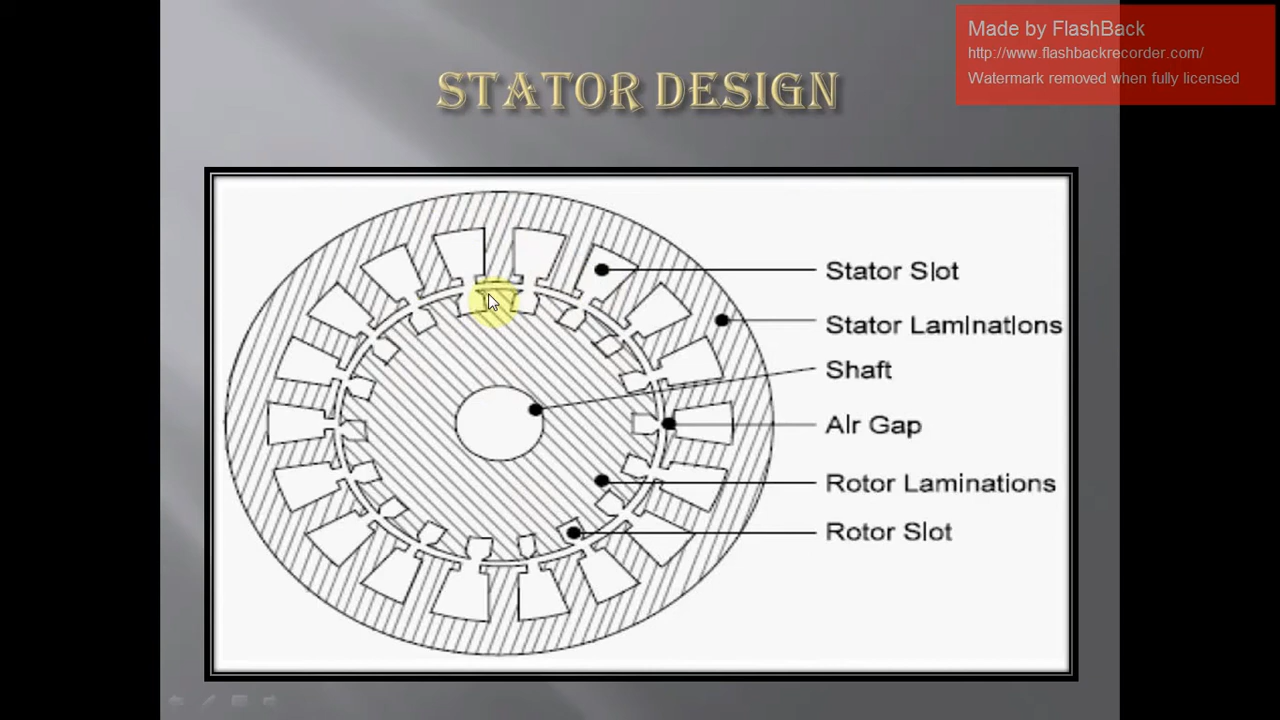 Made by FlashBack
http://www.flashbackrecorder.com/
Watermark removed when fully licensed
STATOR DESIGN
Stator Slot
Stator Laminations
Shaft
Air Gap
Rotor Laminations
Rotor Slot